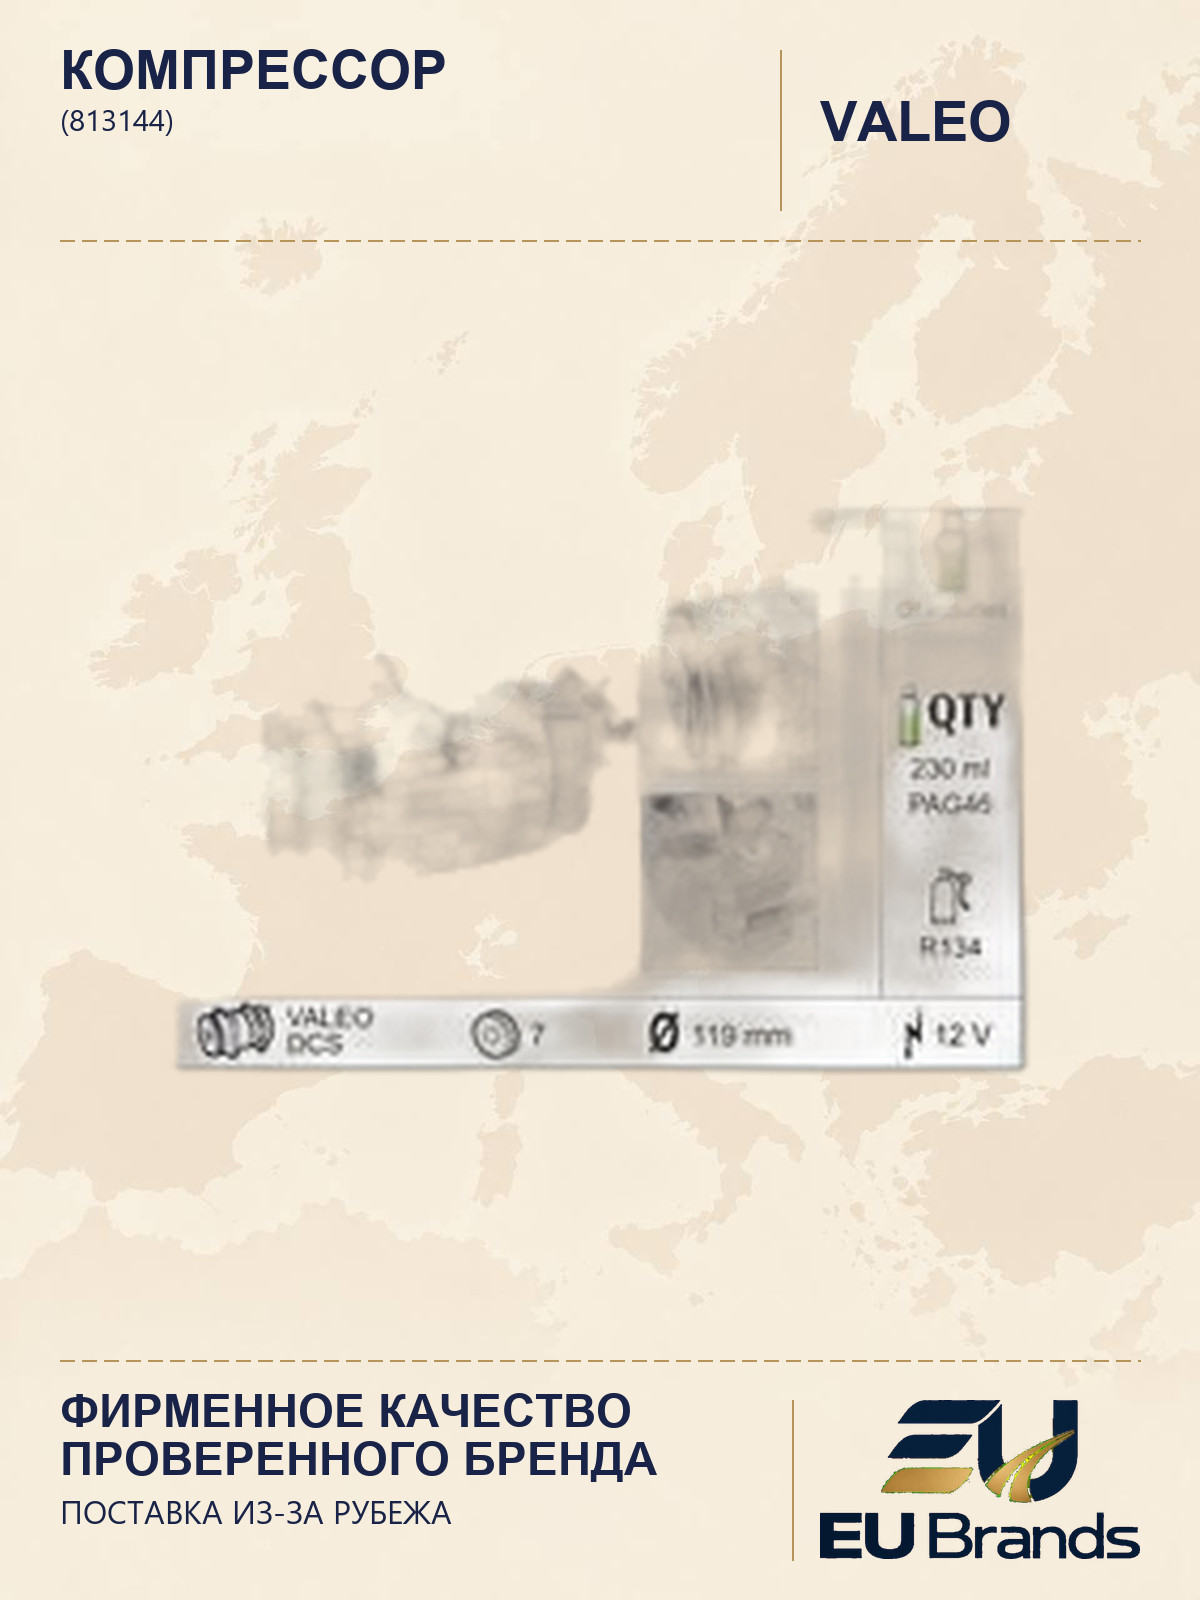 КОМПРЕССОР
(813144)
VALEO
QTY
230 ml
PAG46
R134
VALEO
DCS
7
Ø 119 mm
12 V
ФИРМЕННОЕ КАЧЕСТВО
ПРОВЕРЕННОГО БРЕНДА
ПОСТАВКА ИЗ-ЗА РУБЕЖА
EU
EU Brands